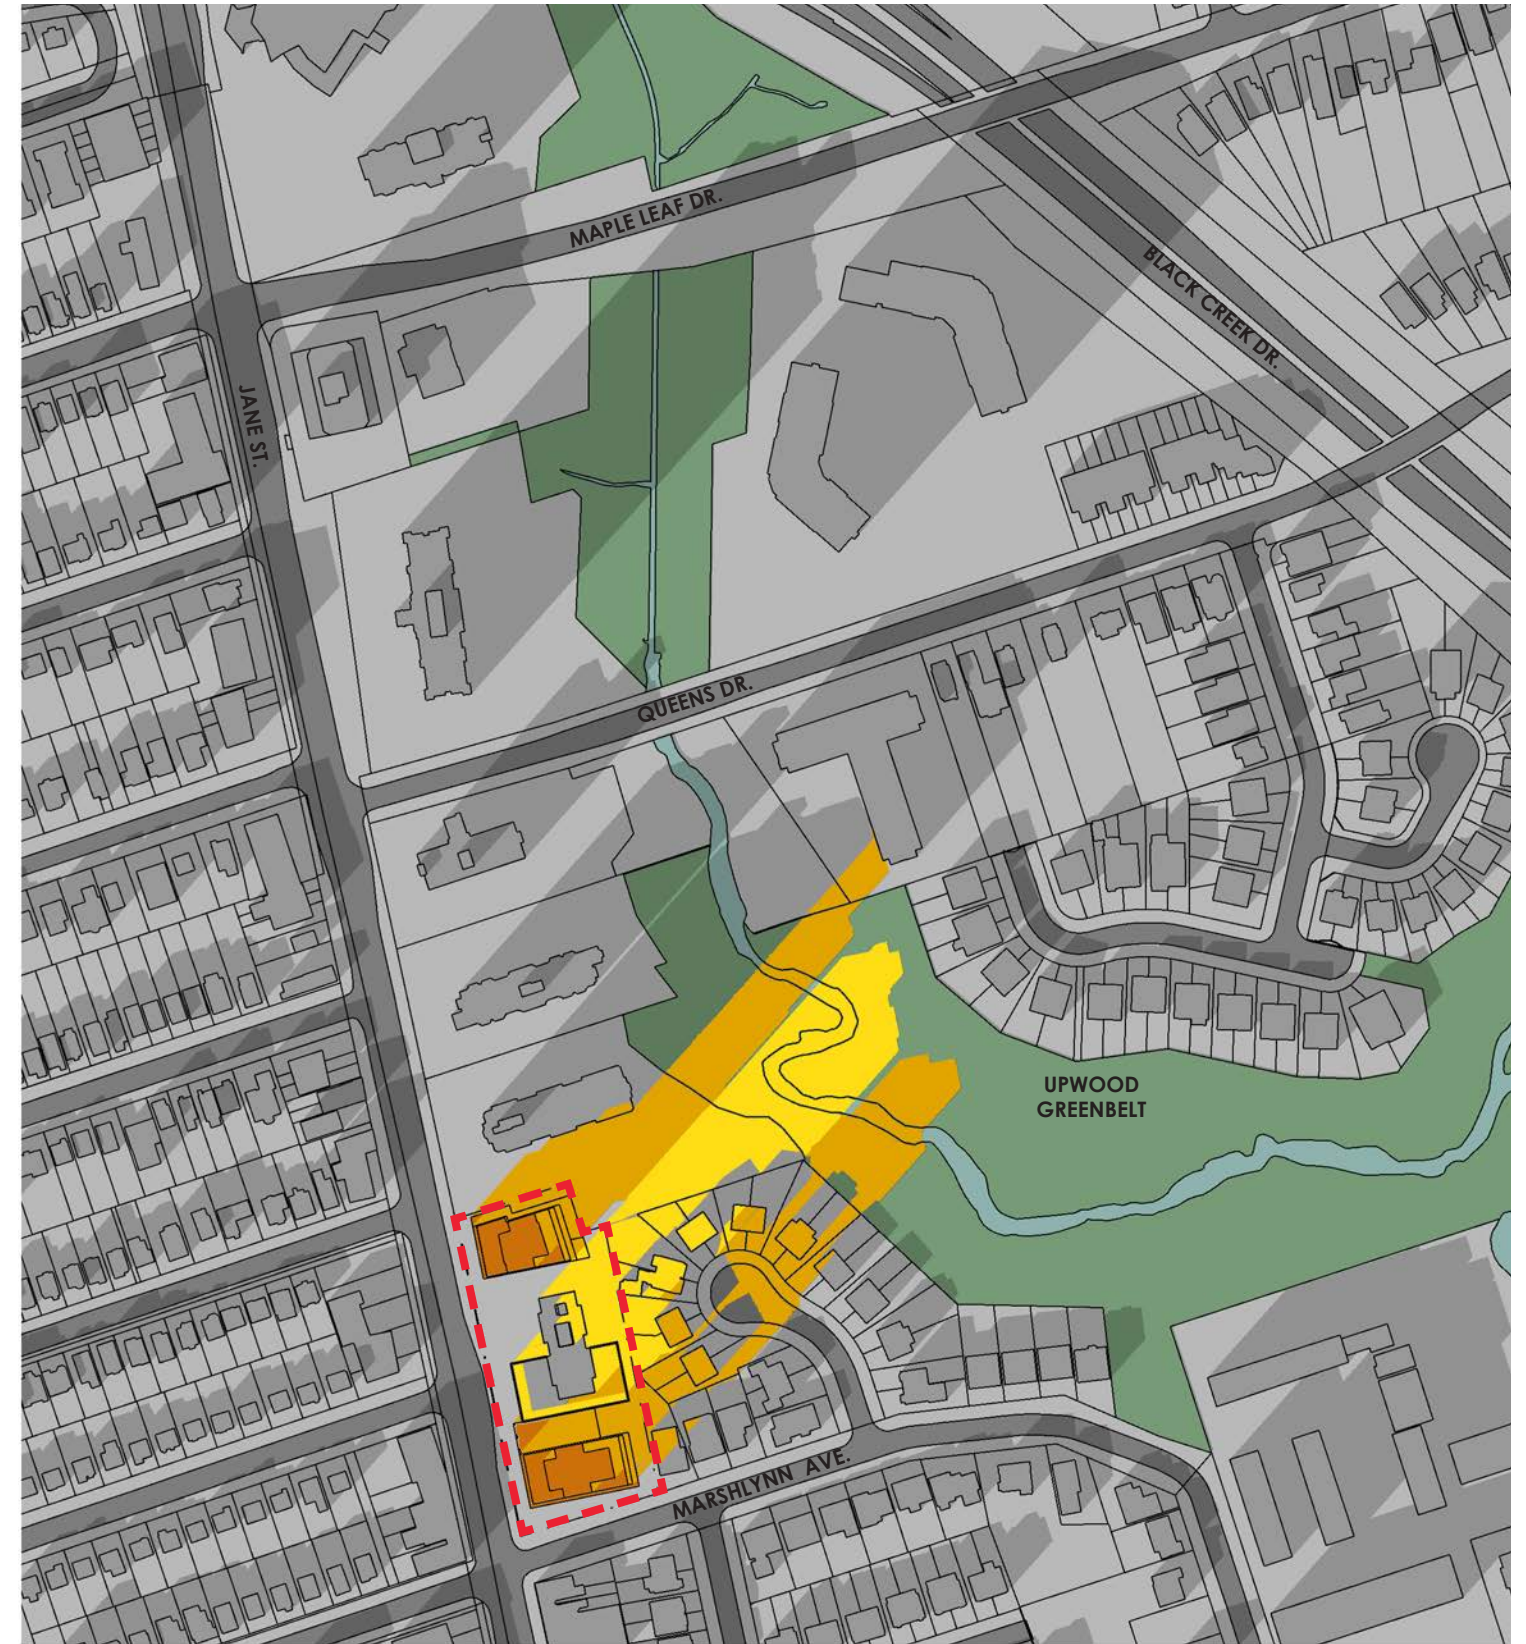 MAPLE LEAF DR.
BLACK CREEK DR.
JANE ST.
QUEENS DR.
UPWOOD
GREENBELT
MARSHLYNN AVE.